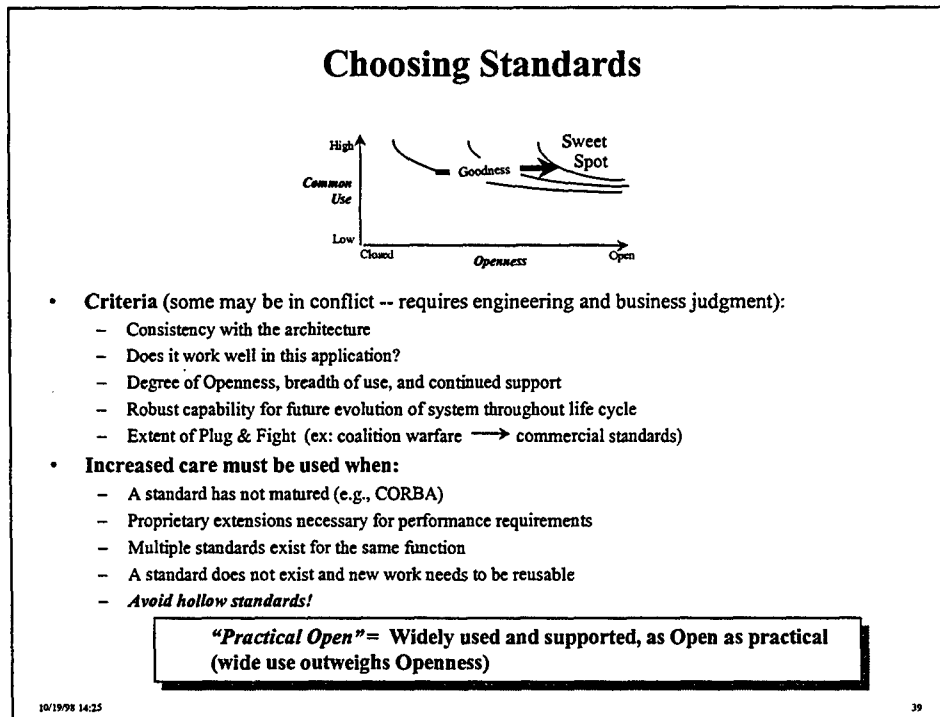 Choosing Standards
High
Common
Use
Low
Closed
Openness
Open
Goodness
Sweet
Spot
• Criteria (some may be in conflict -- requires engineering and business judgment):
– Consistency with the architecture
– Does it work well in this application?
– Degree of Openness, breadth of use, and continued support
– Robust capability for future evolution of system throughout life cycle
– Extent of Plug & Fight (ex: coalition warfare → commercial standards)
• Increased care must be used when:
– A standard has not matured (e.g., CORBA)
– Proprietary extensions necessary for performance requirements
– Multiple standards exist for the same function
– A standard does not exist and new work needs to be reusable
– Avoid hollow standards!
"Practical Open" = Widely used and supported, as Open as practical
(wide use outweighs Openness)
10/19/98 14:25
39